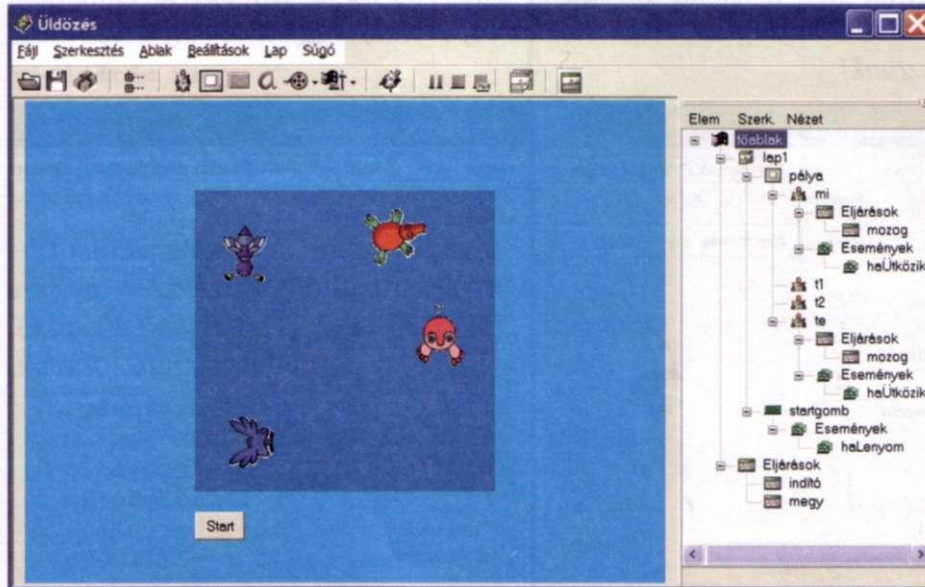 Üldözés
Fájl Szerkesztés Ablak Beállítások Lap Súgó
Elem Szerk. Nézet
főablak
lap1
pálya
mi
Eljárások
mozog
Események
haÜtközik
t1
t2
te
Eljárások
mozog
Események
haÜtközik
startgomb
Események
haLenyom
Eljárások
indító
megy
Start